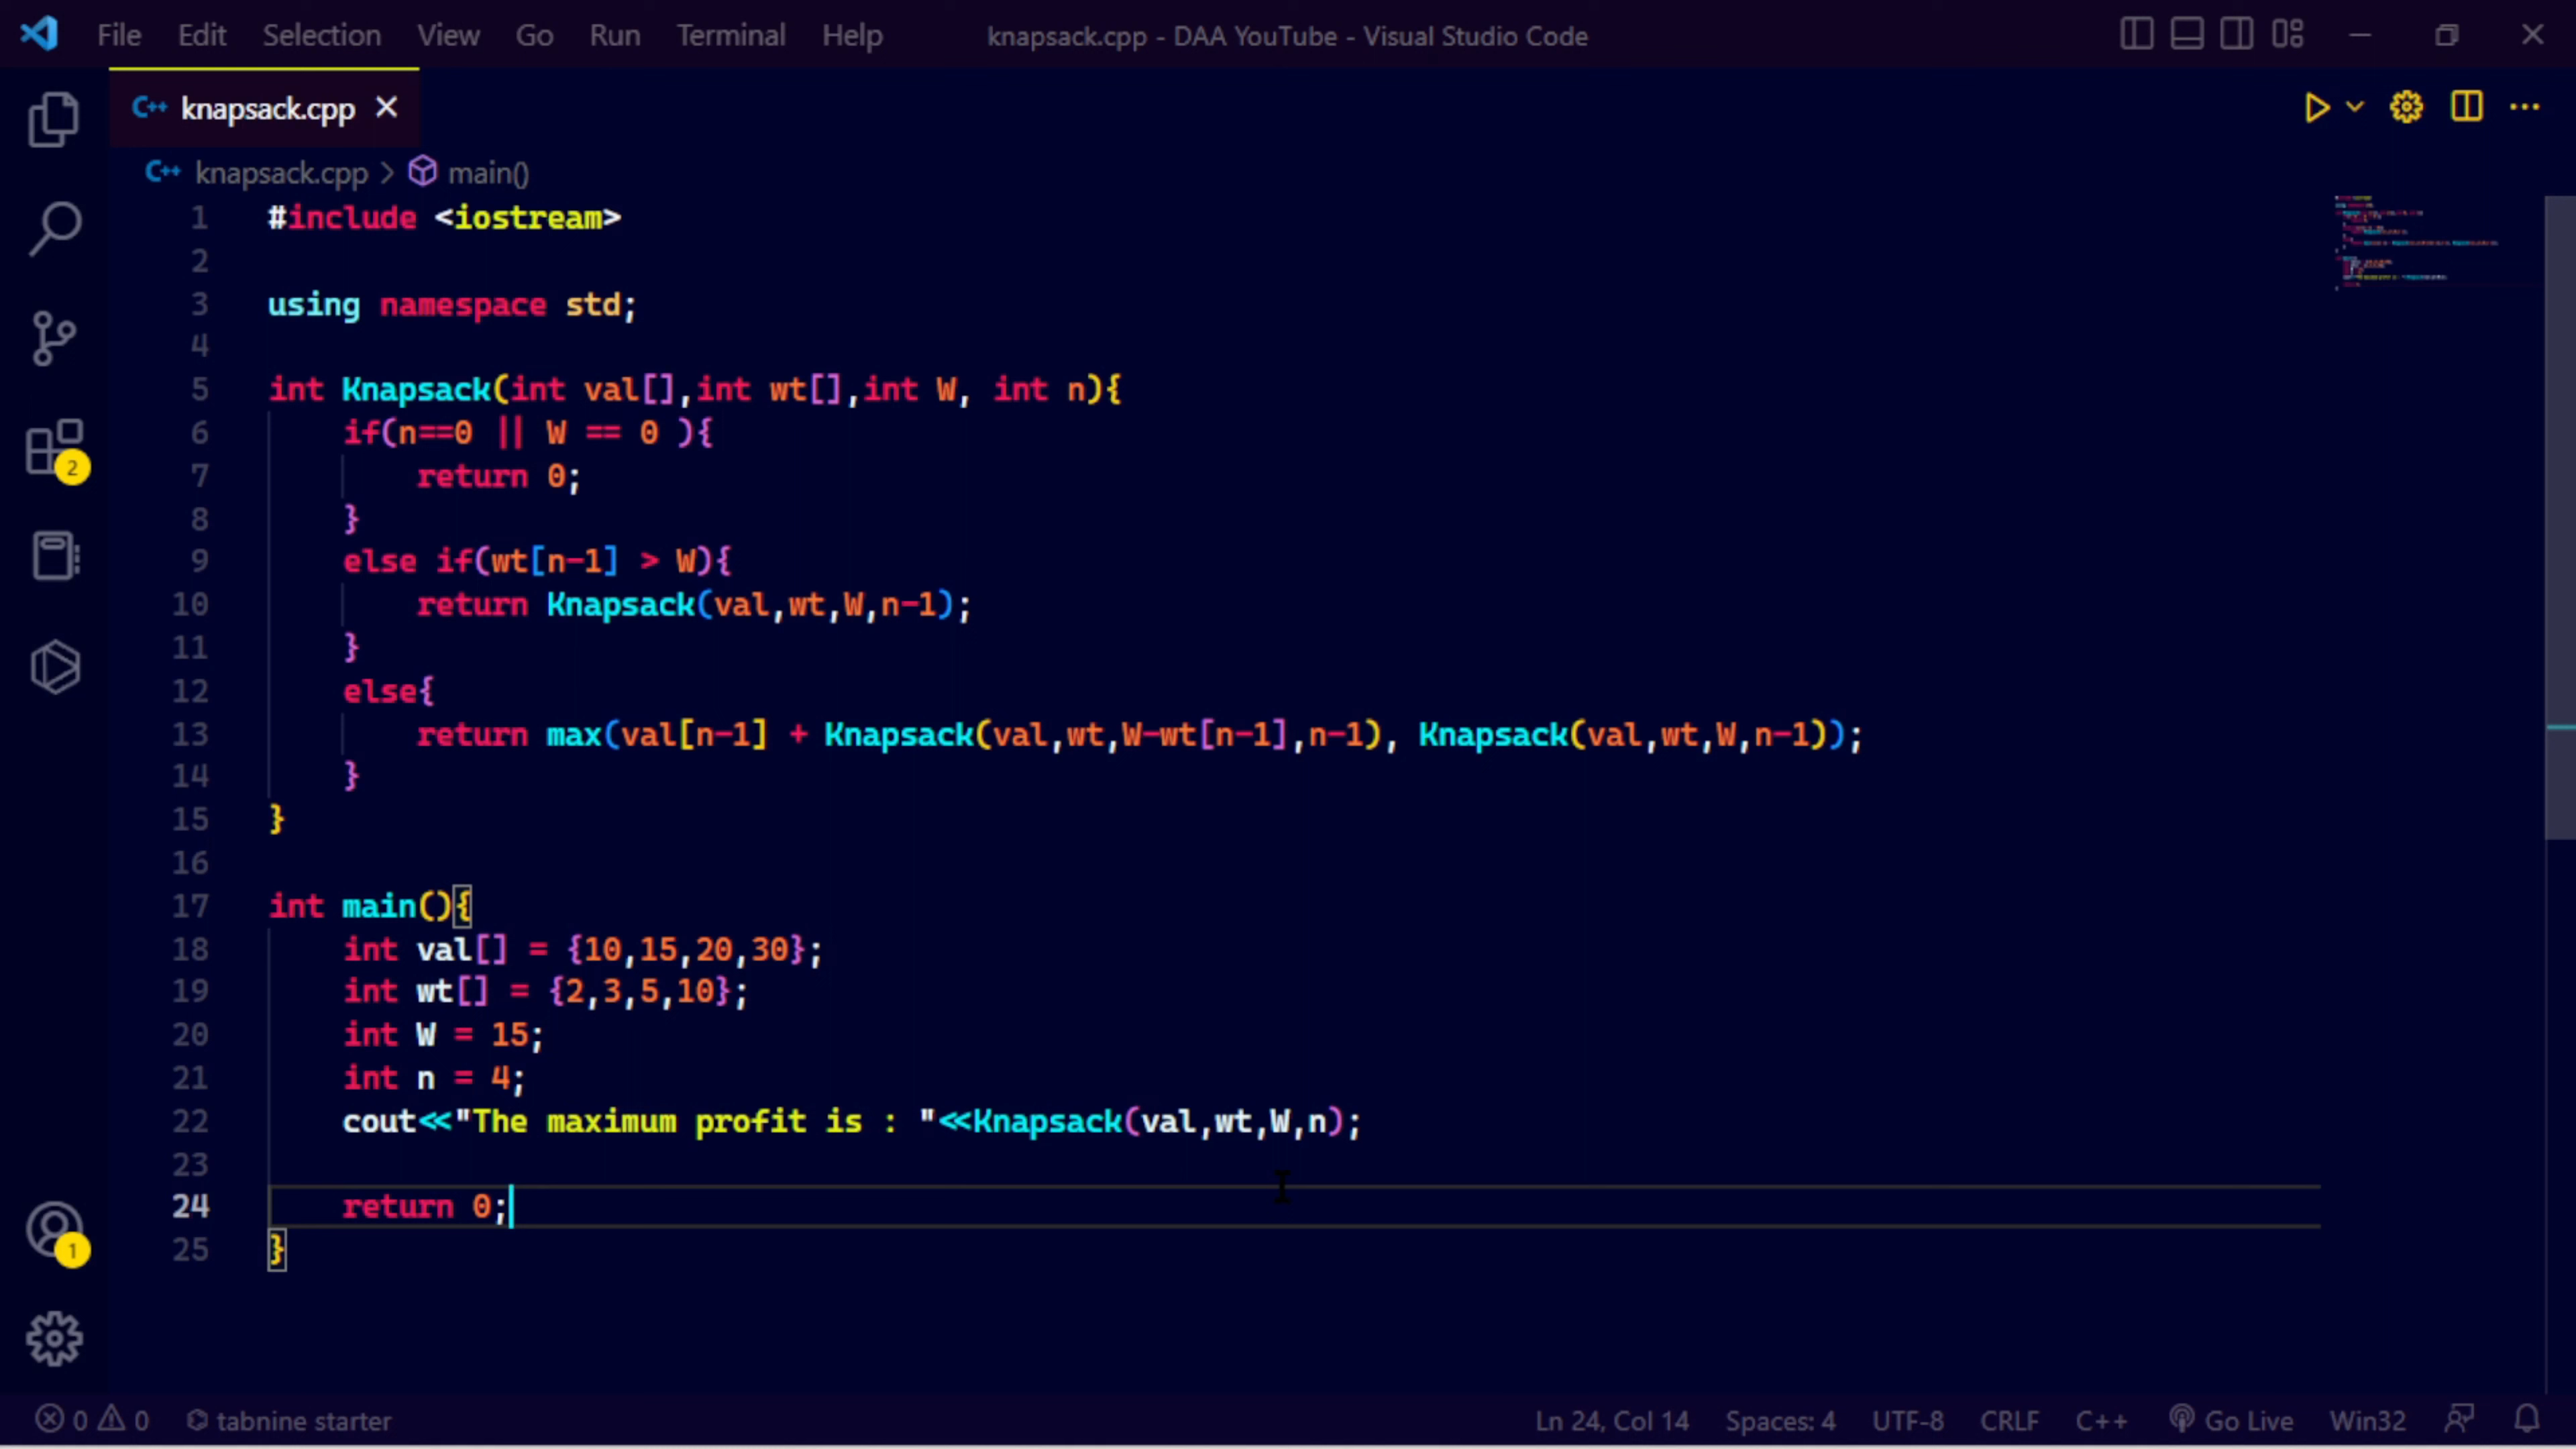 File Edit Selection View Go Run Terminal Help knapsack.cpp - DAA YouTube - Visual Studio Code
C++ knapsack.cpp
C++ knapsack.cpp > main()
1 #include <iostream>
2
3 using namespace std;
4
5 int Knapsack(int val[],int wt[],int W, int n){
6     if(n==0 || W == 0 ){
7         return 0;
8     }
9     else if(wt[n-1] > W){
10         return Knapsack(val,wt,W,n-1);
11     }
12     else{
13         return max(val[n-1] + Knapsack(val,wt,W-wt[n-1],n-1), Knapsack(val,wt,W,n-1));
14     }
15 }
16
17 int main(){
18     int val[] = {10,15,20,30};
19     int wt[] = {2,3,5,10};
20     int W = 15;
21     int n = 4;
22     cout<<"The maximum profit is : "<<Knapsack(val,wt,W,n);
23
24     return 0;
25 }
2
1
0 0 tabnine starter Ln 24, Col 14 Spaces: 4 UTF-8 CRLF C++ Go Live Win32